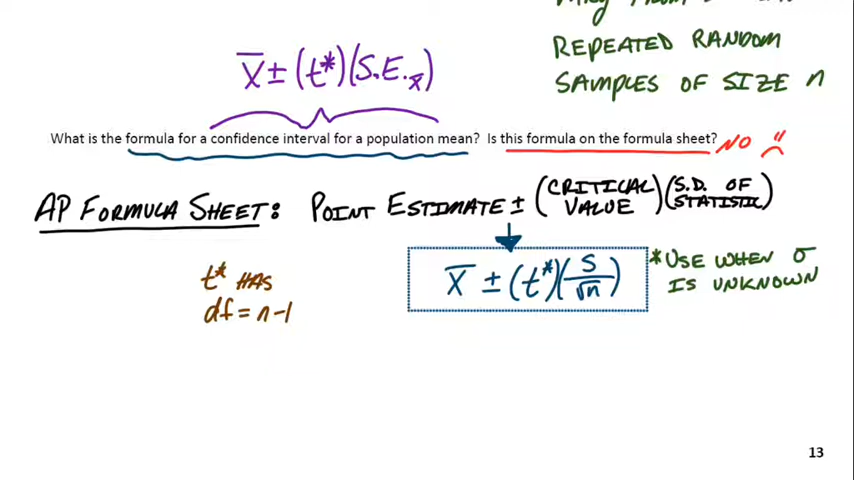 REPEATED RANDOM
SAMPLES OF SIZE n
x̄ ± (t*)(S.E.x̄)
What is the formula for a confidence interval for a population mean? Is this formula on the formula sheet? NO
AP FORMULA SHEET: POINT ESTIMATE ± (CRITICAL VALUE)(S.D. OF STATISTIC)
t* HAS
df = n-1
x̄ ± (t*)(s/√n)
*USE WHEN σ
IS UNKNOWN
13